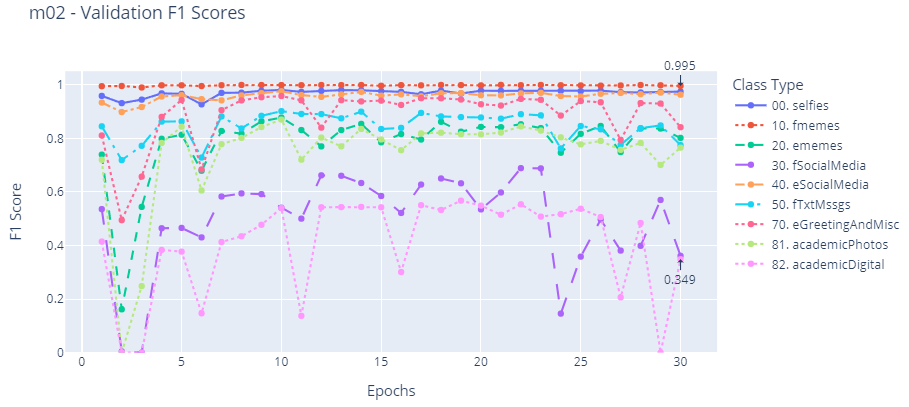 m02 - Validation F1 Scores
0.995
Class Type
00. selfies
10. fmemes
20. ememes
30. fSocialMedia
40. eSocialMedia
50. fTxtMssgs
70. eGreetingAndMisc
81. academicPhotos
82. academicDigital
1
0.8
0.6
0.4
0.2
0
F1 Score
0.349
0 5 10 15 20 25 30
Epochs